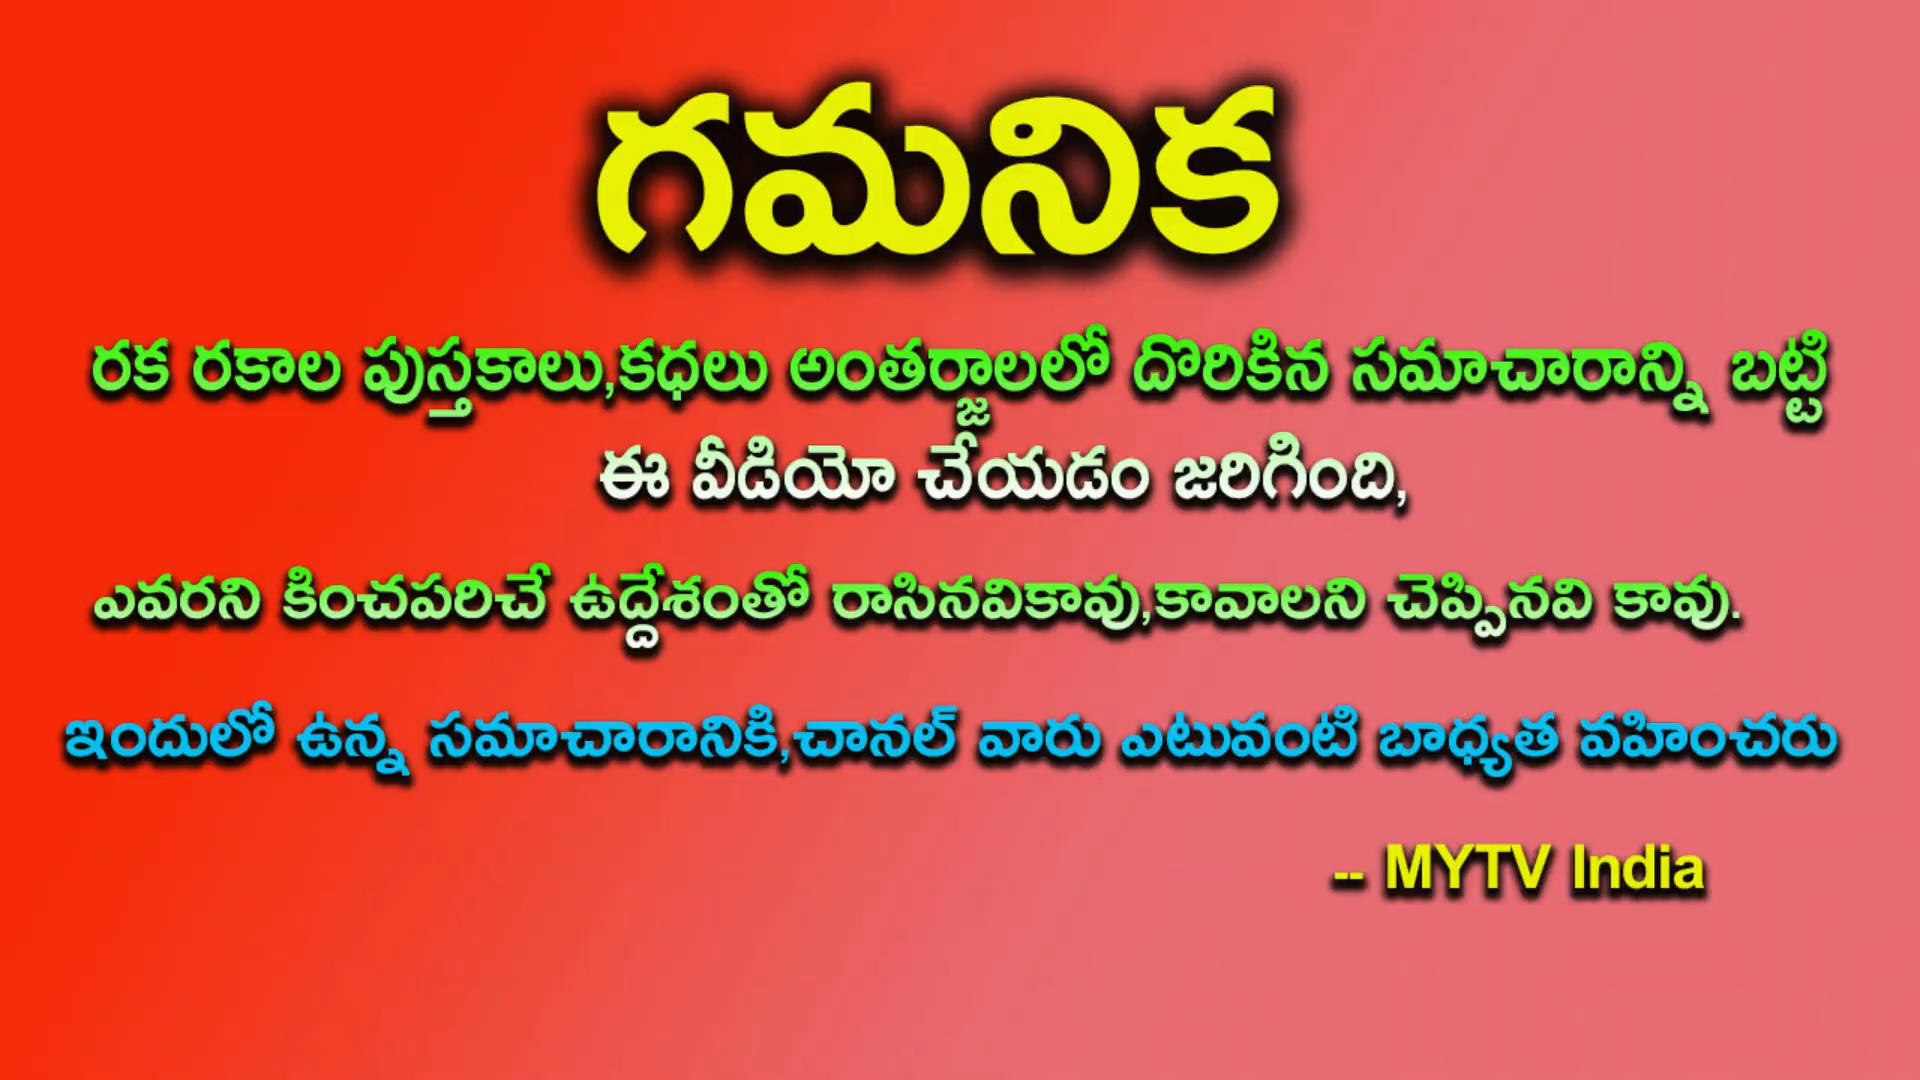 గమనిక
రక రకాల పుస్తకాలు,కధలు అంతర్జాలలో దొరికిన సమాచారాన్ని బట్టి
ఈ వీడియో చేయడం జరిగింది,
ఎవరని కించపరిచే ఉద్దేశంతో రాసినవికావు,కావాలని చెప్పినవి కావు.
ఇందులో ఉన్న సమాచారానికి,చానల్ వారు ఎటువంటి బాధ్యత వహించరు
-- MYTV India